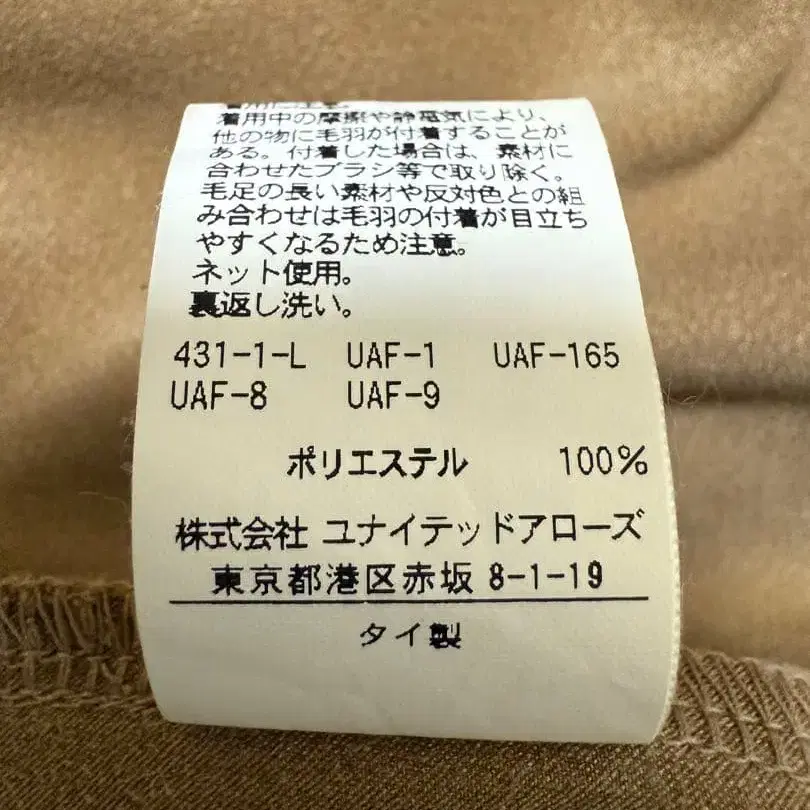 着用中の摩擦や静電気により、
他の物に毛羽が付着することが
ある。付着した場合は、素材に
合わせたブラシ等で取り除く。
毛足の長い素材や反対色との組
み合わせは毛羽の付着が目立ち
やすくなるため注意。
ネット使用。
裏返し洗い。
431-1-L UAF-1 UAF-165
UAF-8 UAF-9
ポリエステル 100%
株式会社 ユナイテッドアローズ
東京都港区赤坂 8-1-19
タイ製